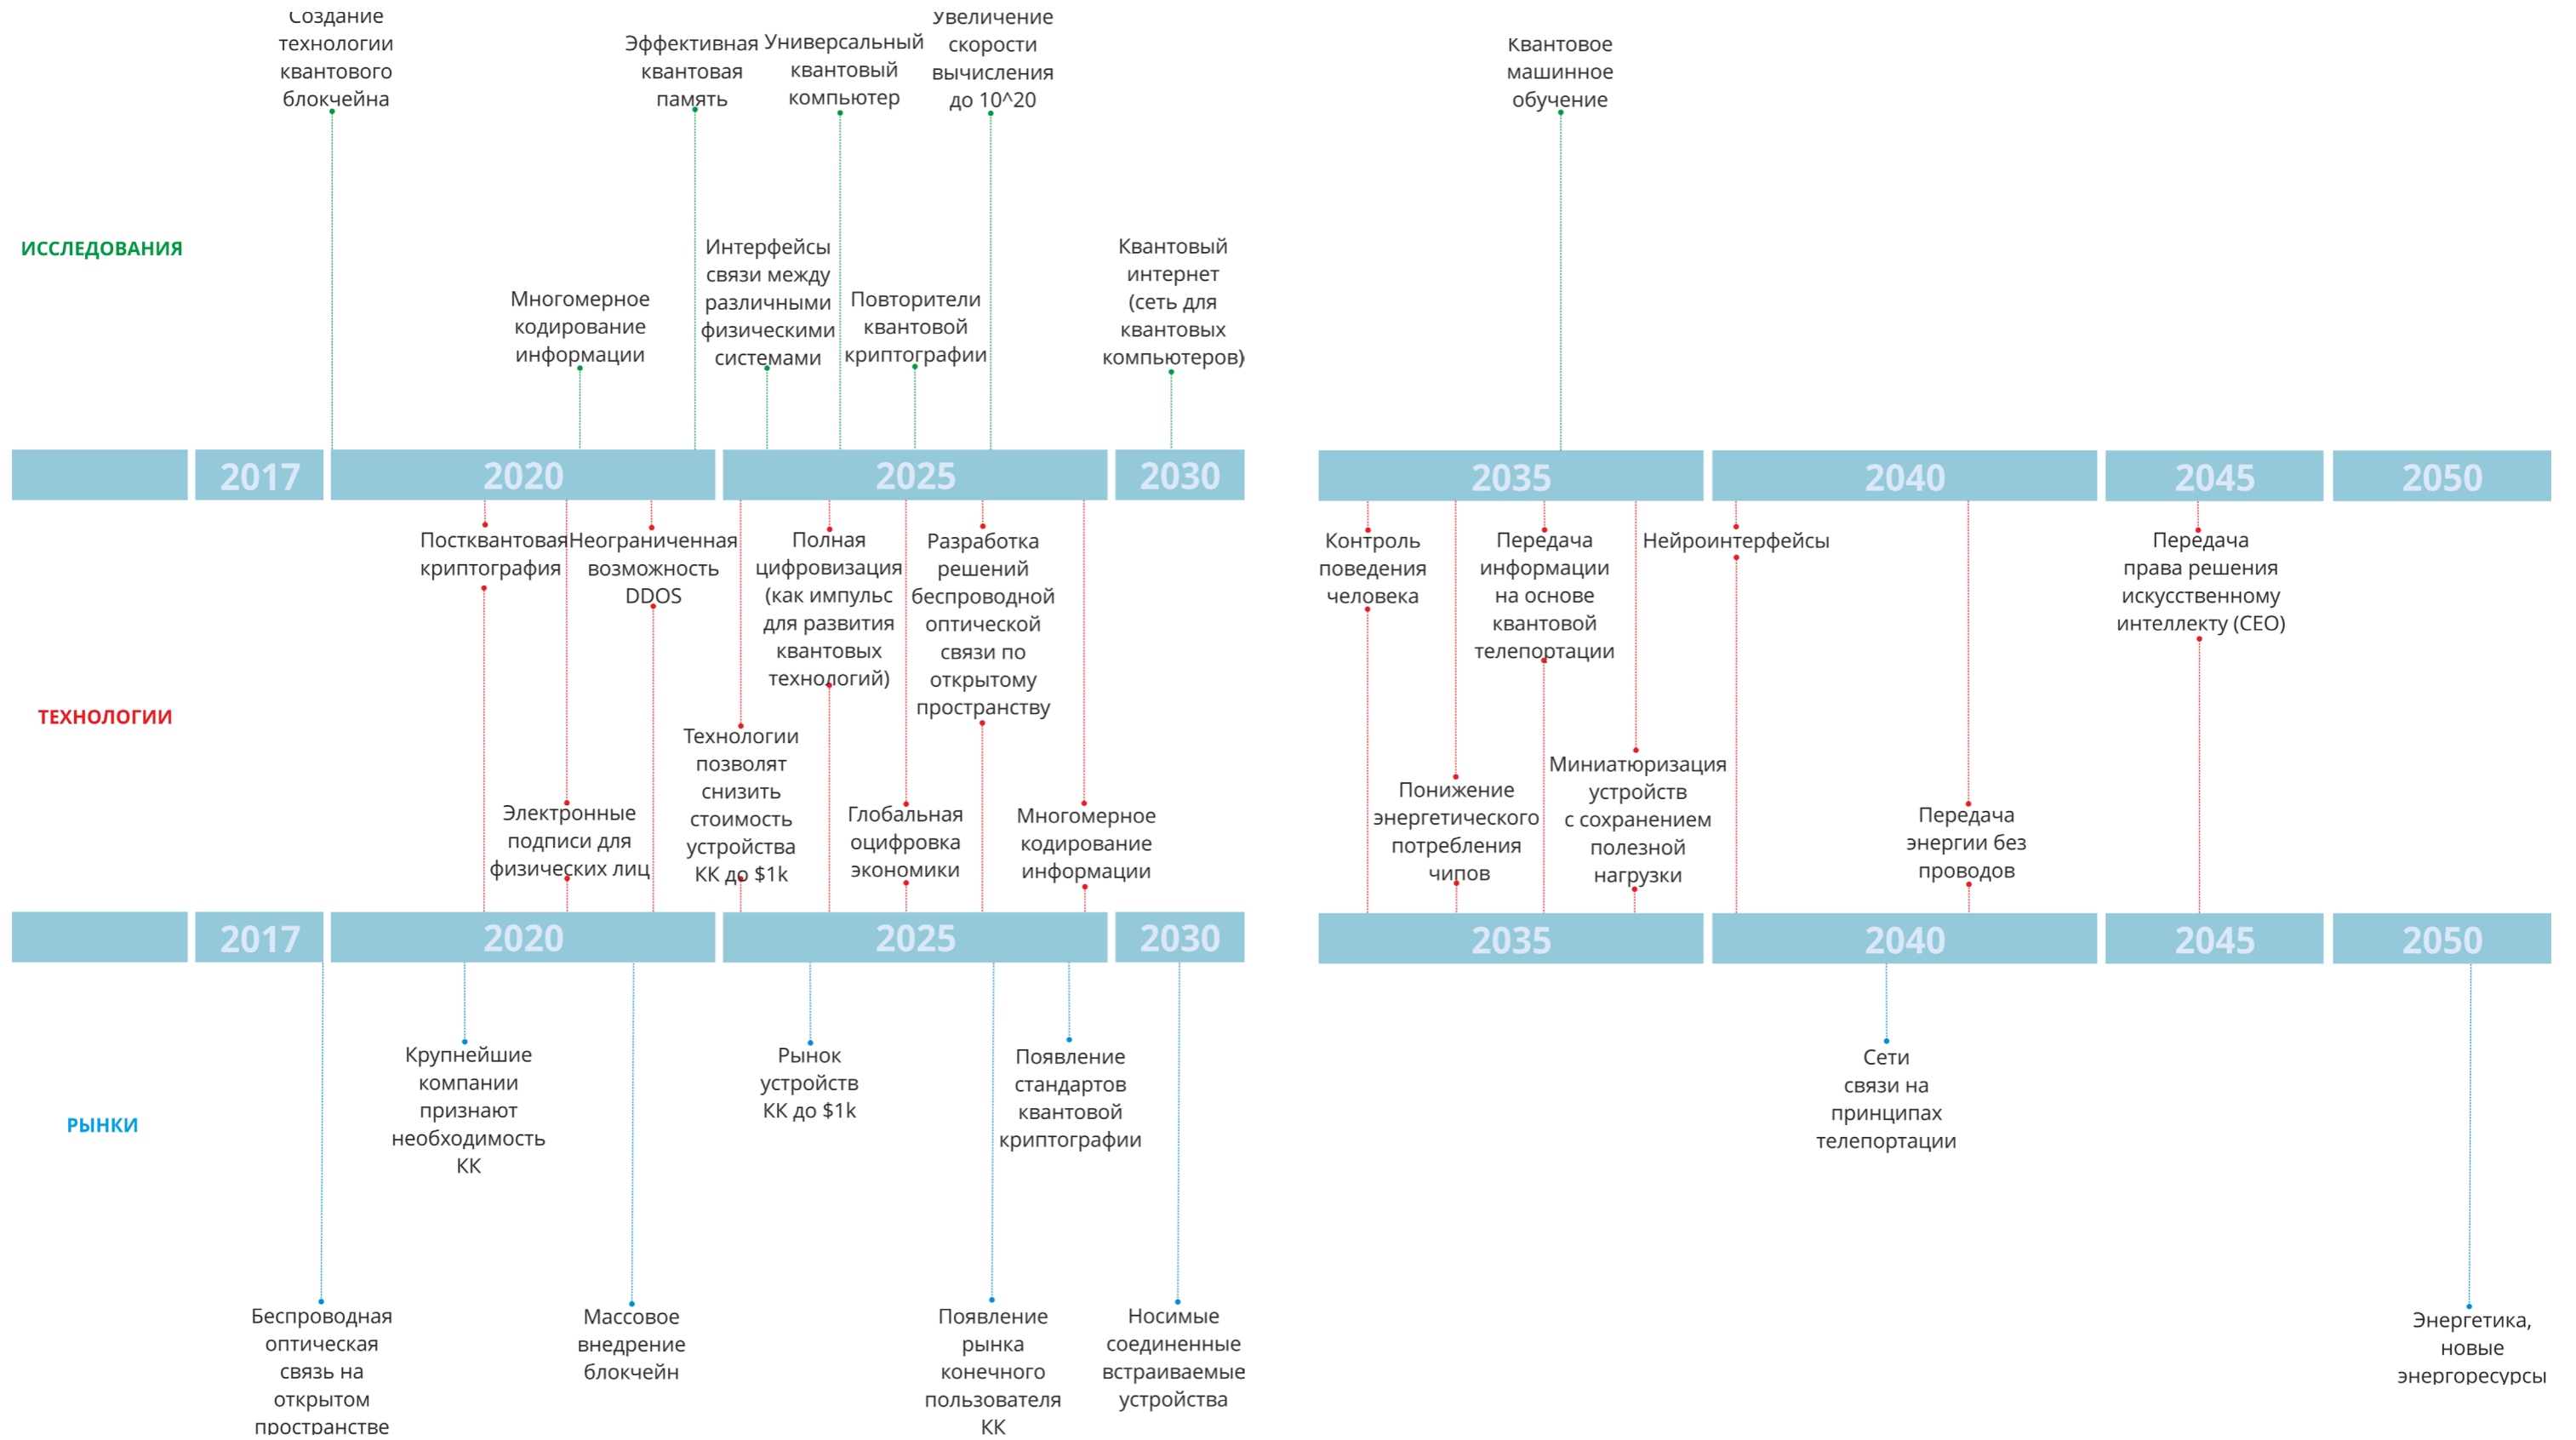 Создание
технологии
квантового
блокчейна
Эффективная
квантовая
память
Универсальный
квантовый
компьютер
Увеличение
скорости
вычисления
до 10^20
Квантовое
машинное
обучение
ИССЛЕДОВАНИЯ
Многомерное
кодирование
информации
Интерфейсы
связи между
различными
физическими
системами
Повторители
квантовой
криптографии
Квантовый
интернет
(сеть для
квантовых
компьютеров)
2017 2020 2025 2030 2035 2040 2045 2050
Постквантовая
криптография
Неограниченная
возможность
DDOS
Полная
цифровизация
(как импульс
для развития
квантовых
технологий)
Разработка
решений
беспроводной
оптической
связи по
открытому
пространству
Контроль
поведения
человека
Передача
информации
на основе
квантовой
телепортации
Нейроинтерфейсы
Передача
права решения
искусственному
интеллекту (CEO)
ТЕХНОЛОГИИ
Электронные
подписи для
физических лиц
Технологии
позволят
снизить
стоимость
устройства
КК до $1k
Глобальная
оцифровка
экономики
Многомерное
кодирование
информации
Понижение
энергетического
потребления
чипов
Миниатюризация
устройств
с сохранением
полезной
нагрузки
Передача
энергии без
проводов
2017 2020 2025 2030 2035 2040 2045 2050
Крупнейшие
компании
признают
необходимость
КК
Рынок
устройств
КК до $1k
Появление
стандартов
квантовой
криптографии
Сети
связи на
принципах
телепортации
РЫНКИ
Беспроводная
оптическая
связь на
открытом
пространстве
Массовое
внедрение
блокчейн
Появление
рынка
конечного
пользователя
КК
Носимые
соединенные
встраиваемые
устройства
Энергетика,
новые
энергоресурсы